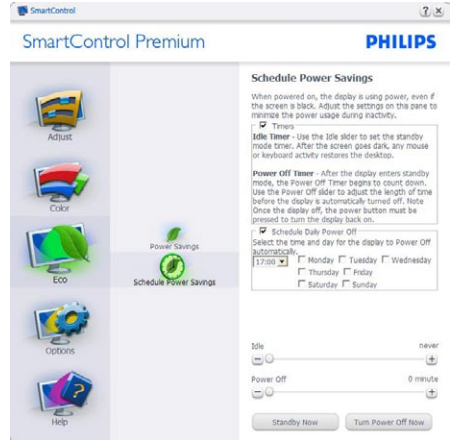 SmartControl
SmartControl Premium
PHILIPS
Adjust
Color
Eco
Options
Help
Power Savings
Schedule Power Savings
Schedule Power Savings
When powered on, the display is using power, even if
the screen is black. Adjust the settings on this pane to
minimize the power usage during inactivity.
Timers
Idle Timer - Use the Idle slider to set the standby
mode timer. After the screen goes dark, any mouse
or keyboard activity restores the desktop.
Power Off Timer - After the display enters standby
mode, the Power Off Timer begins to count down.
Use the Power Off slider to adjust the length of time
before the display is automatically turned off. Note
Once the display off, the power button must be
pressed to turn the display back on.
Schedule Daily Power Off
Select the time and day for the display to Power Off
automatically.
17:00 Monday Tuesday Wednesday
Thursday Friday
Saturday Sunday
Idle never
Power Off 0 minute
Standby Now Turn Power Off Now